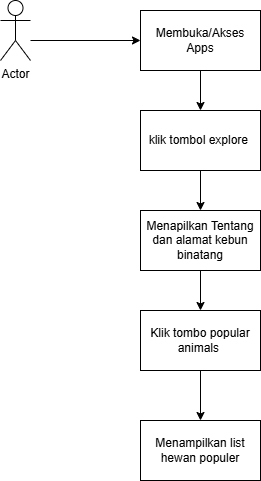 Actor
Membuka/Akses
Apps
klik tombol explore
Menapilkan Tentang
dan alamat kebun
binatang
Klik tombo popular
animals
Menampilkan list
hewan populer